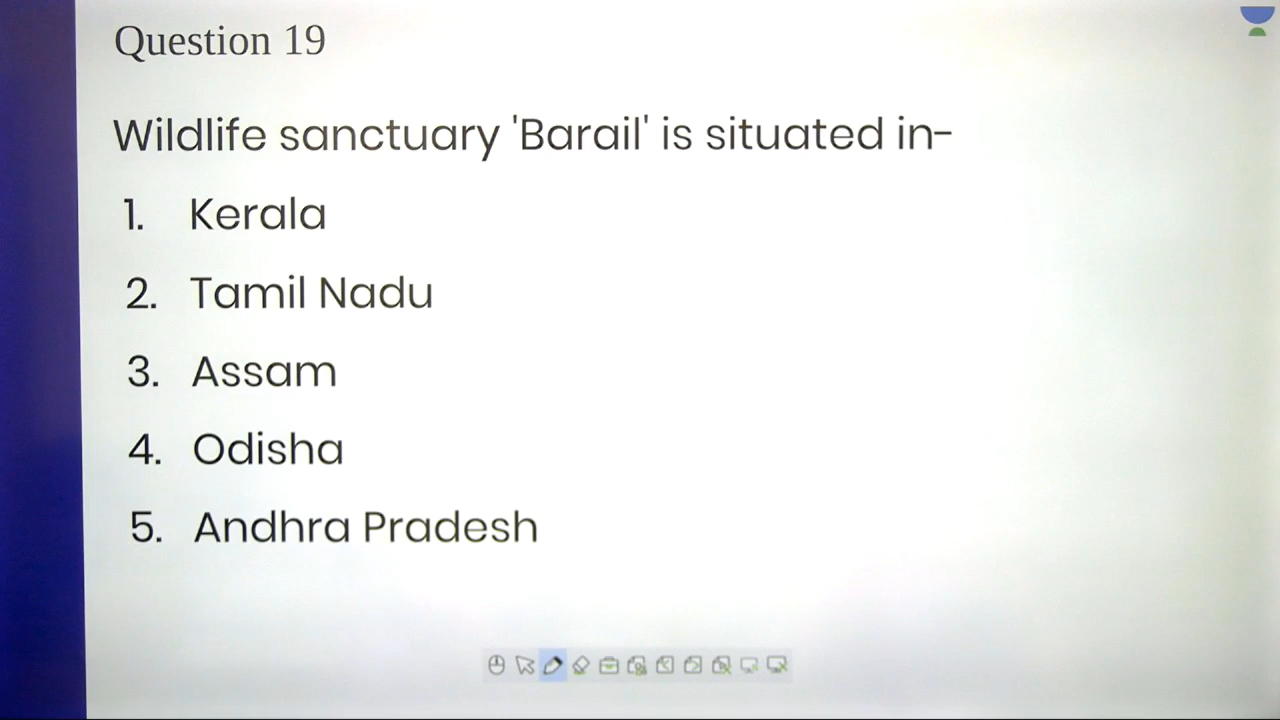 Question 19
Wildlife sanctuary 'Barail' is situated in-
1. Kerala
2. Tamil Nadu
3. Assam
4. Odisha
5. Andhra Pradesh